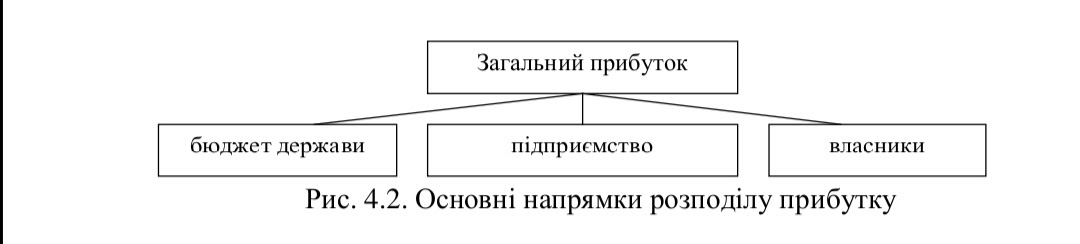 Загальний прибуток
бюджет держави
підприємство
власники
Рис. 4.2. Основні напрямки розподілу прибутку